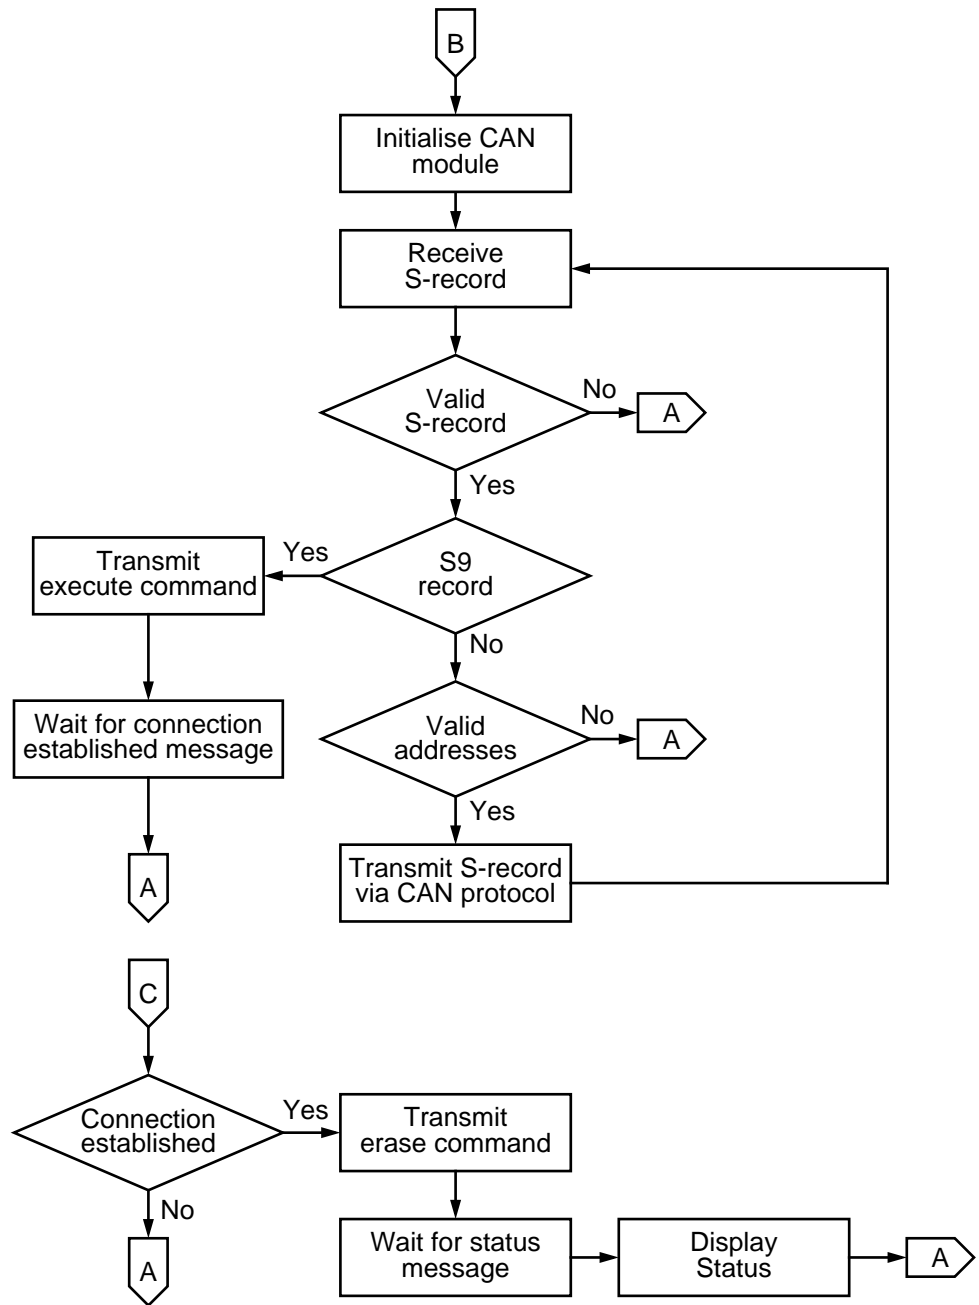 B
Initialise CAN
module
Receive
S-record
Valid
S-record
No
A
Yes
Transmit
execute command
Yes
S9
record
No
Wait for connection
established message
Valid
addresses
No
A
Yes
A
Transmit S-record
via CAN protocol
C
Connection
established
Yes
Transmit
erase command
No
A
Wait for status
message
Display
Status
A